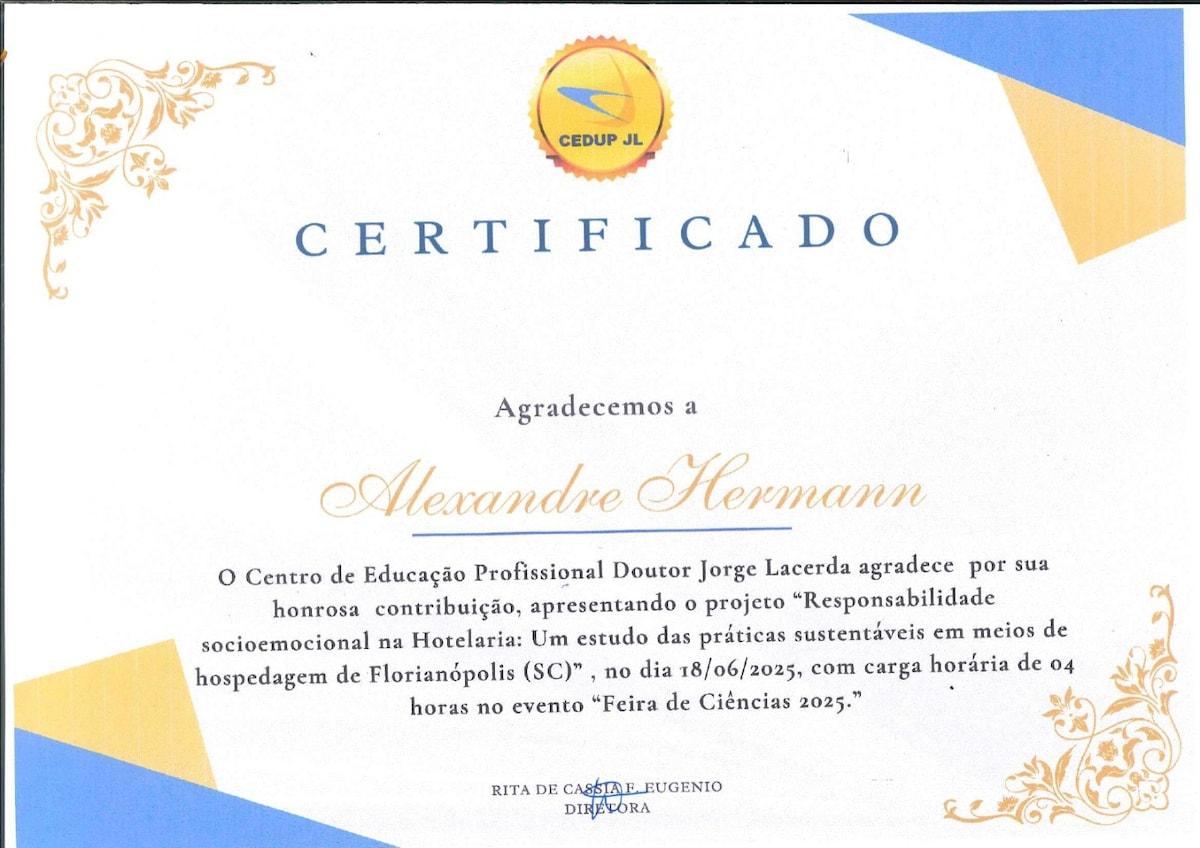 CEDUP JL
CERTIFICADO
Agradecemos a
Alexandre Hermann
O Centro de Educação Profissional Doutor Jorge Lacerda agradece por sua
honrosa contribuição, apresentando o projeto “Responsabilidade
socioemocional na Hotelaria: Um estudo das práticas sustentáveis em meios de
hospedagem de Florianópolis (SC)” , no dia 18/06/2025, com carga horária de 04
horas no evento “Feira de Ciências 2025.”
RITA DE CASSIA F. EUGENIO
DIRETORA